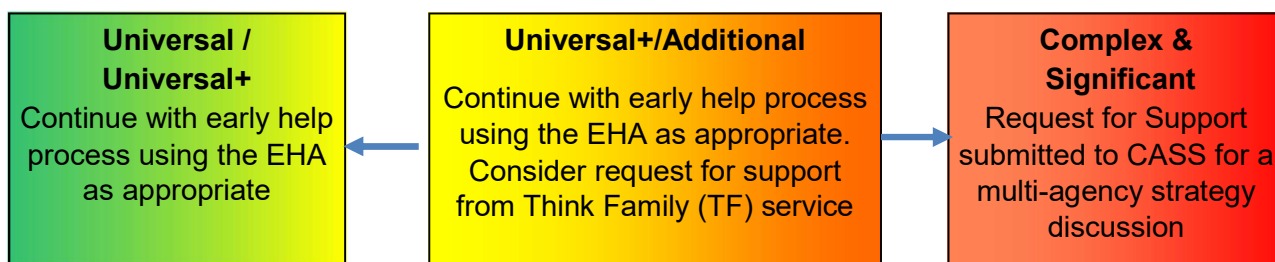 Universal /
Universal+
Continue with early help
process using the EHA
as appropriate
Universal+/Additional
Continue with early help process
using the EHA as appropriate.
Consider request for support
from Think Family (TF) service
Complex &
Significant
Request for Support
submitted to CASS for a
multi-agency strategy
discussion